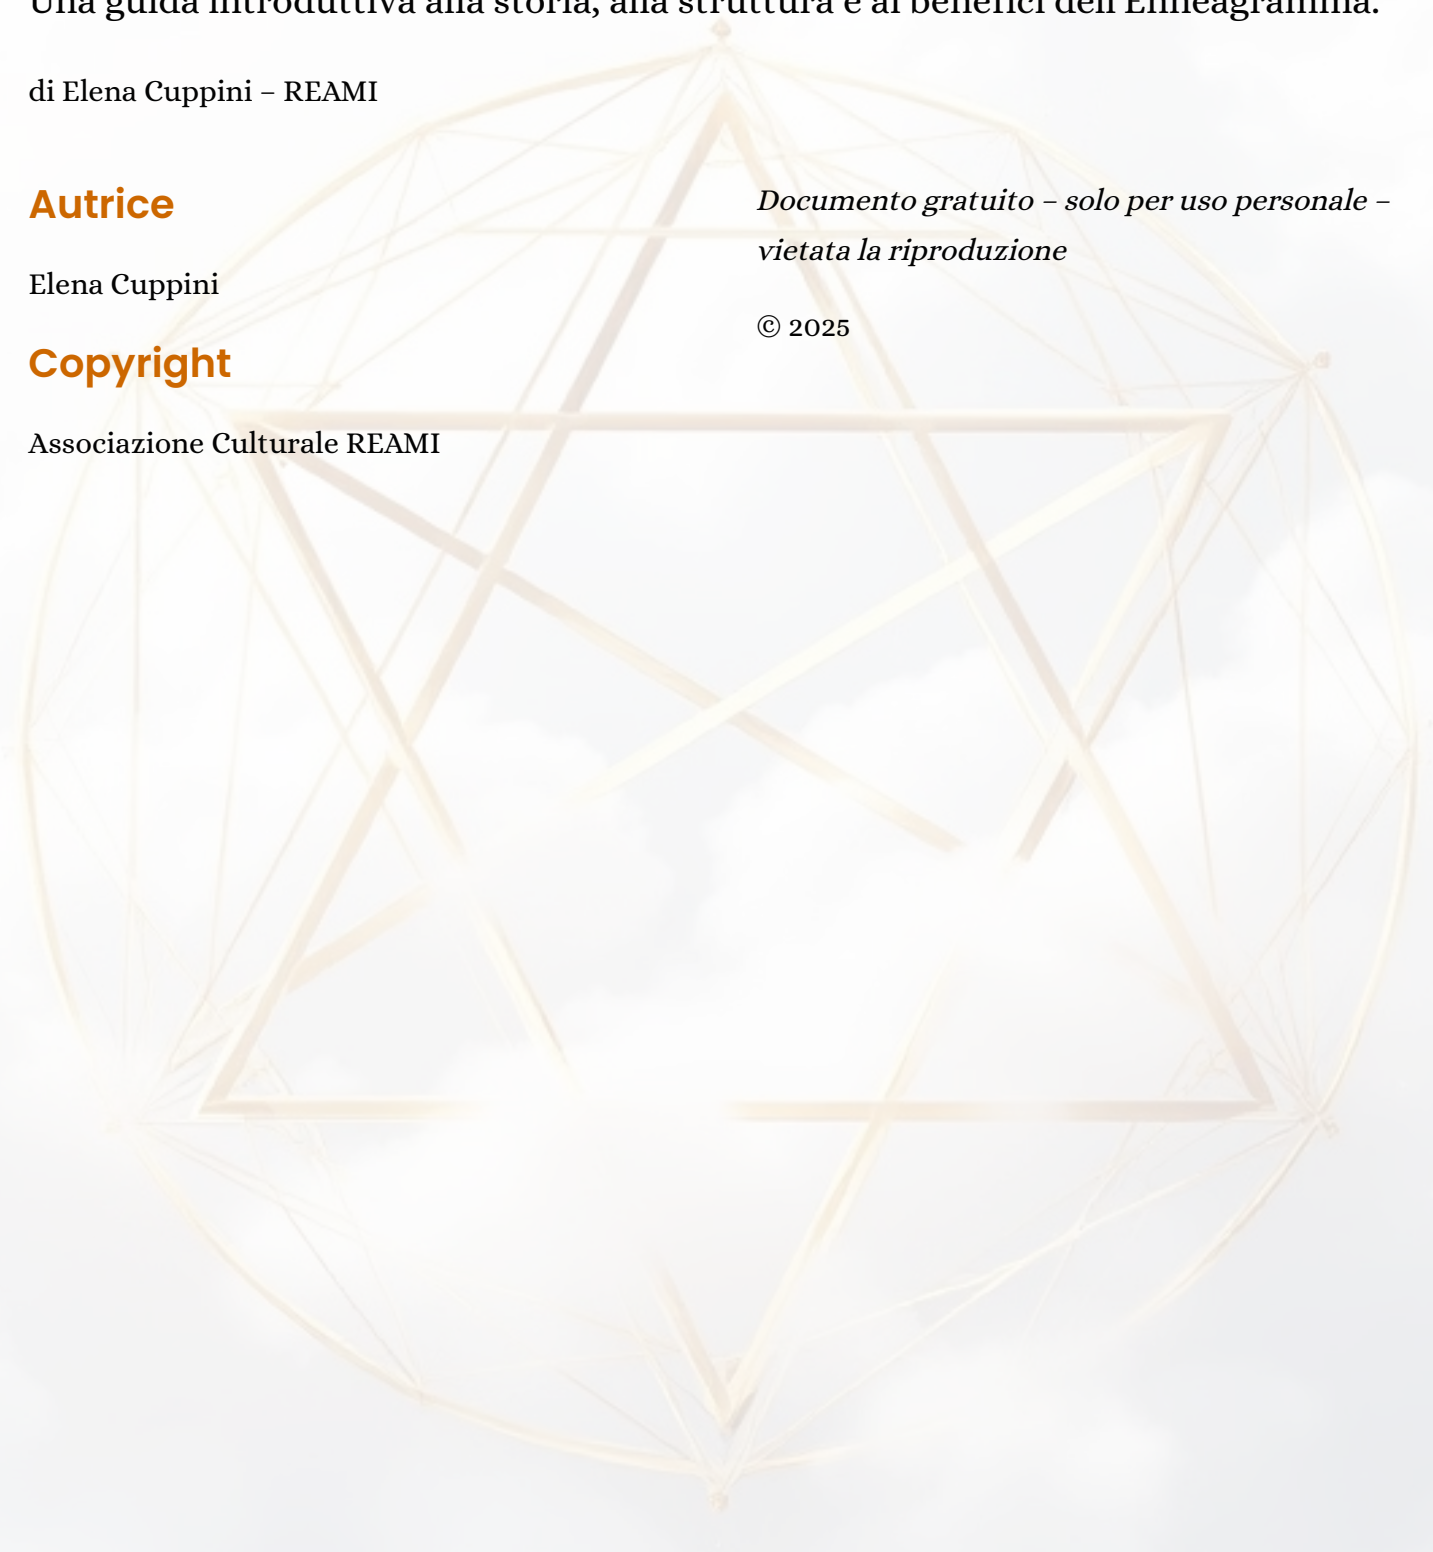 Una guida introduttiva alla storia, alla struttura e ai benefici dell'Enneagramma.
di Elena Cuppini – REAMI
Autrice
Elena Cuppini
Copyright
Associazione Culturale REAMI
Documento gratuito – solo per uso personale –
vietata la riproduzione
© 2025